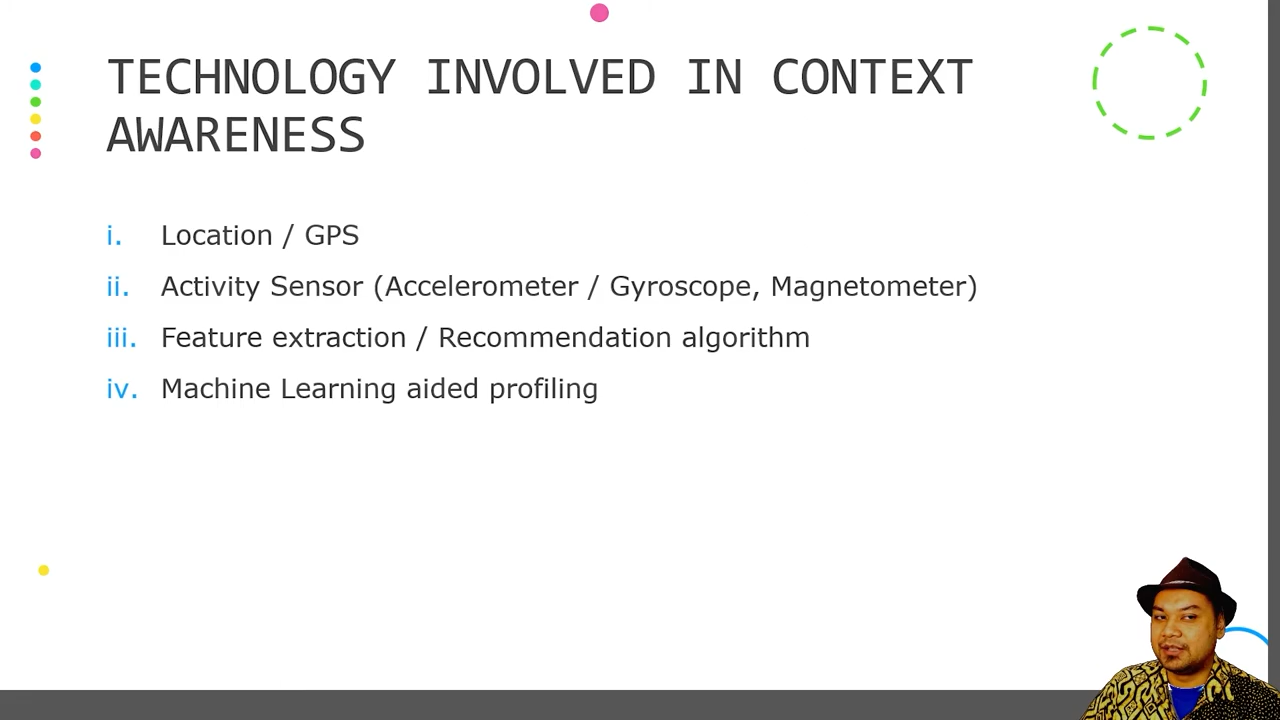 TECHNOLOGY INVOLVED IN CONTEXT
AWARENESS
i. Location / GPS
ii. Activity Sensor (Accelerometer / Gyroscope, Magnetometer)
iii. Feature extraction / Recommendation algorithm
iv. Machine Learning aided profiling